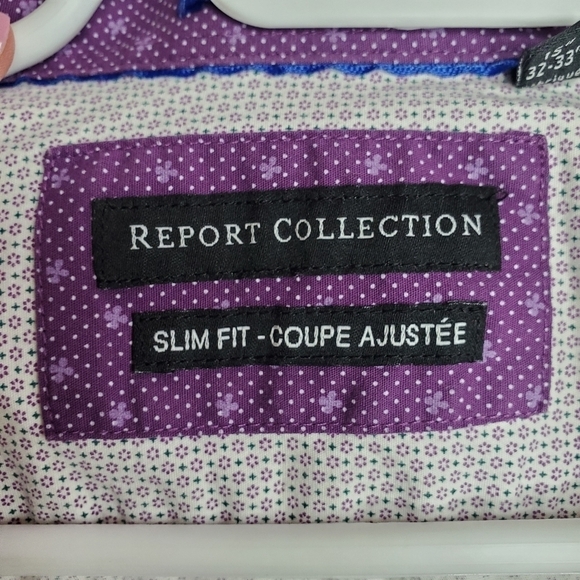 32-33
REPORT COLLECTION
SLIM FIT - COUPE AJUSTÉE